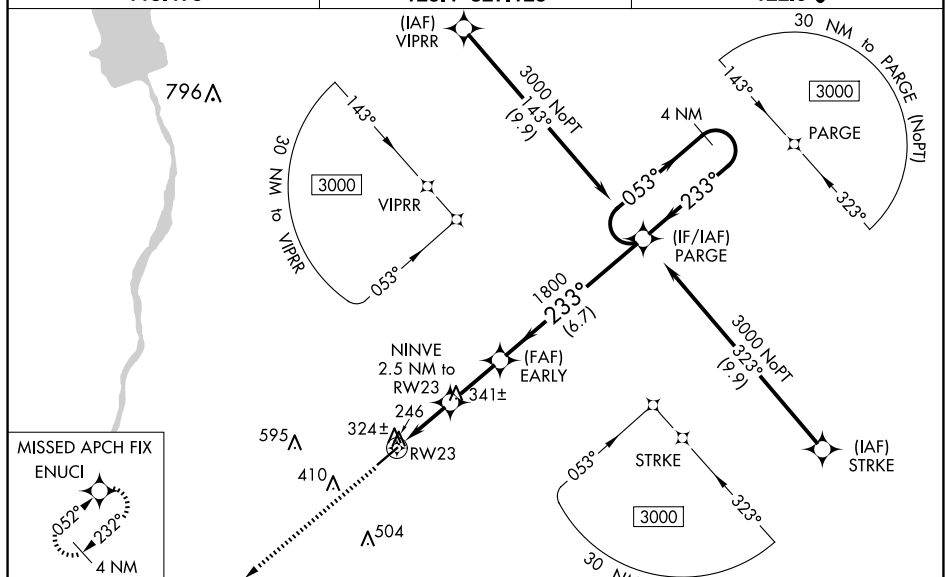 (IAF)
VIPRR
3000 NoPT
143°
(9.9)
30 NM to PARGE (NoPT)
143°
3000
PARGE
323°
796
143°
30 NM to VIPRR
3000
VIPRR
053°
4 NM
053°
233°
(IF/IAF)
PARGE
1800
233°
(6.7)
NINVE
2.5 NM to
RW23
(FAF)
EARLY
341±
246
324±
RW23
595
410
504
3000 NoPT
323°
(9.9)
(IAF)
STRKE
053°
STRKE
323°
3000
30 NM
MISSED APCH FIX
ENUCI
052°
232°
4 NM